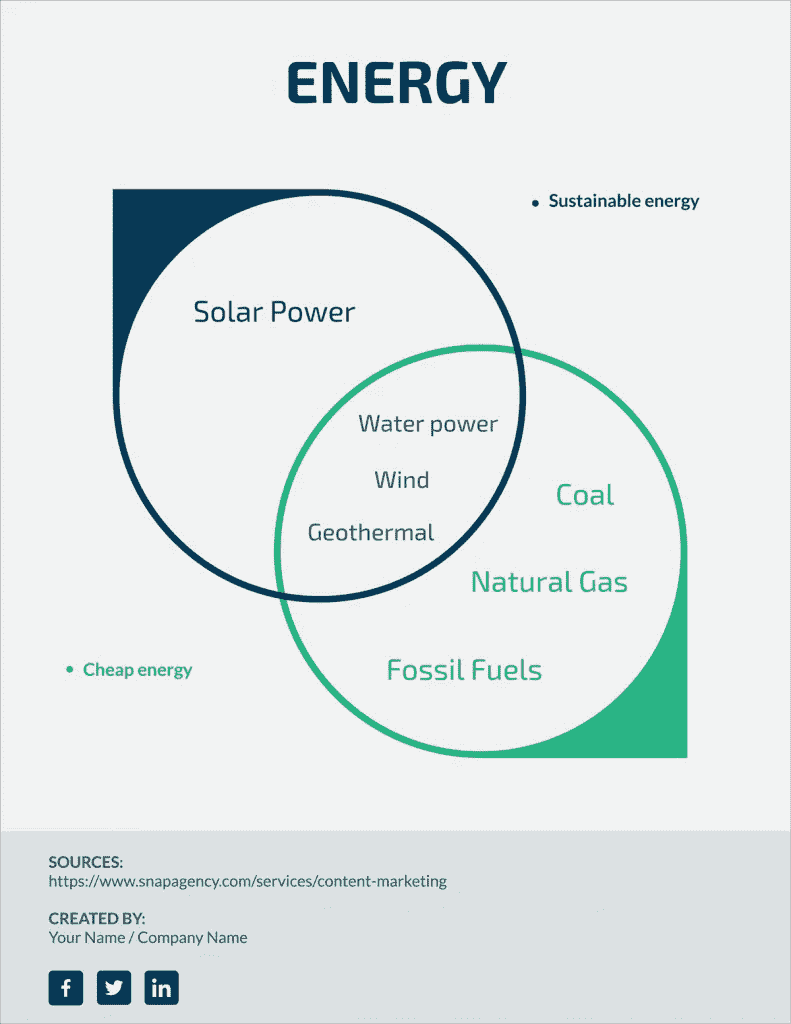 ENERGY
Sustainable energy
Solar Power
Water power
Wind
Geothermal
Coal
Natural Gas
Fossil Fuels
Cheap energy
SOURCES:
https://www.snapagency.com/services/content-marketing
CREATED BY:
Your Name / Company Name